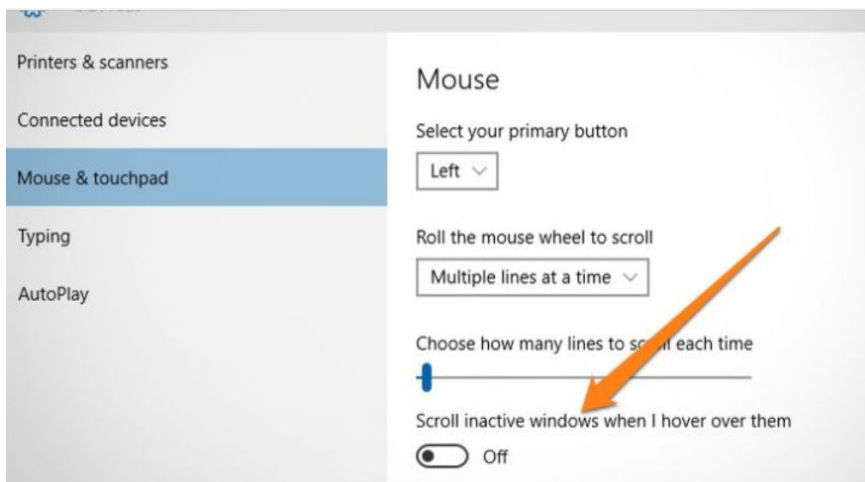 Printers & scanners
Connected devices
Mouse & touchpad
Typing
AutoPlay
Mouse
Select your primary button
Left
Roll the mouse wheel to scroll
Multiple lines at a time
Choose how many lines to scroll each time
Scroll inactive windows when I hover over them
Off